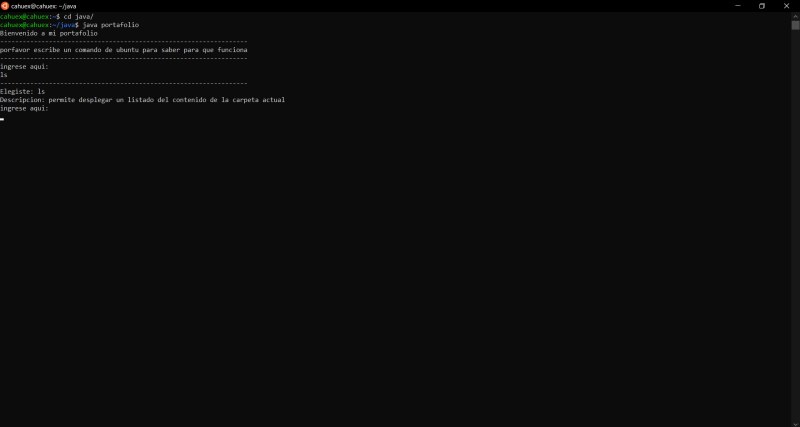 cahuex@cahuex: ~/java
cahuex@cahuex:~$ cd java/
cahuex@cahuex:~/java$ java portafolio
Bienvenido a mi portafolio
------------------------------------------------------------------
porfavor escribe un comando de ubuntu para saber para que funciona
------------------------------------------------------------------
ingrese aqui:
ls
------------------------------------------------------------------
Elegiste: ls
Descripcion: permite desplegar un listado del contenido de la carpeta actual
ingrese aqui: